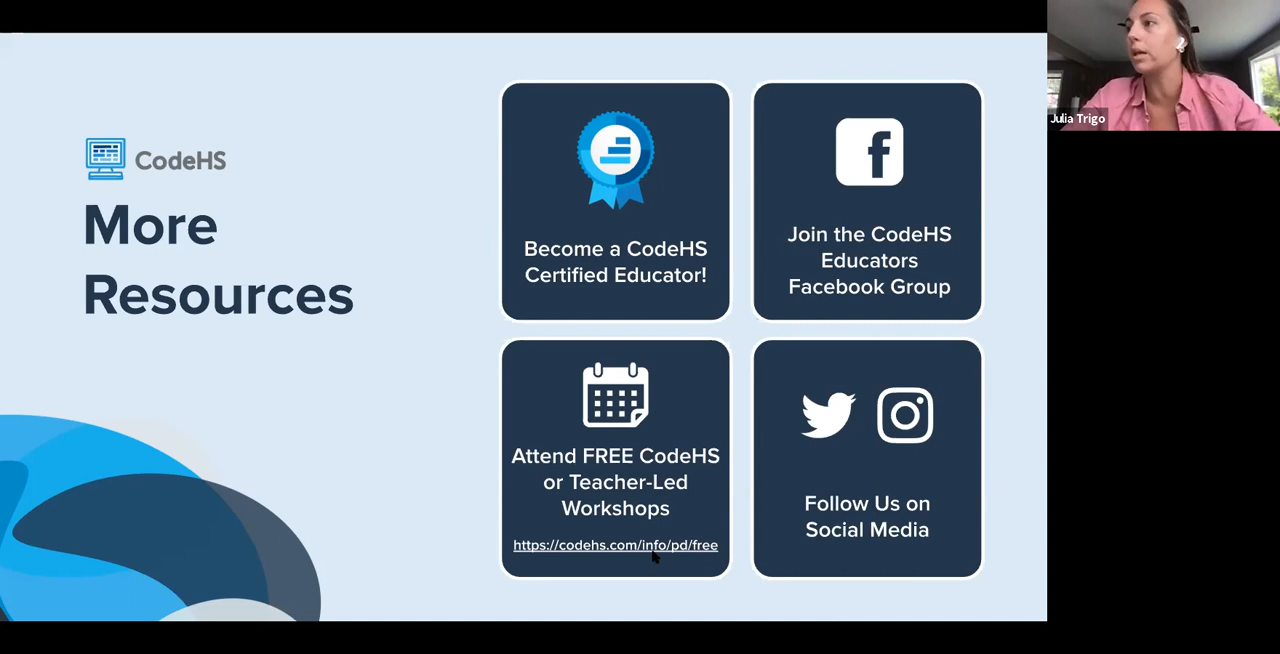 CodeHS
More
Resources
Become a CodeHS
Certified Educator!
Join the CodeHS
Educators
Facebook Group
Attend FREE CodeHS
or Teacher-Led
Workshops
https://codehs.com/info/pd/free
Follow Us on
Social Media
Julia Trigo